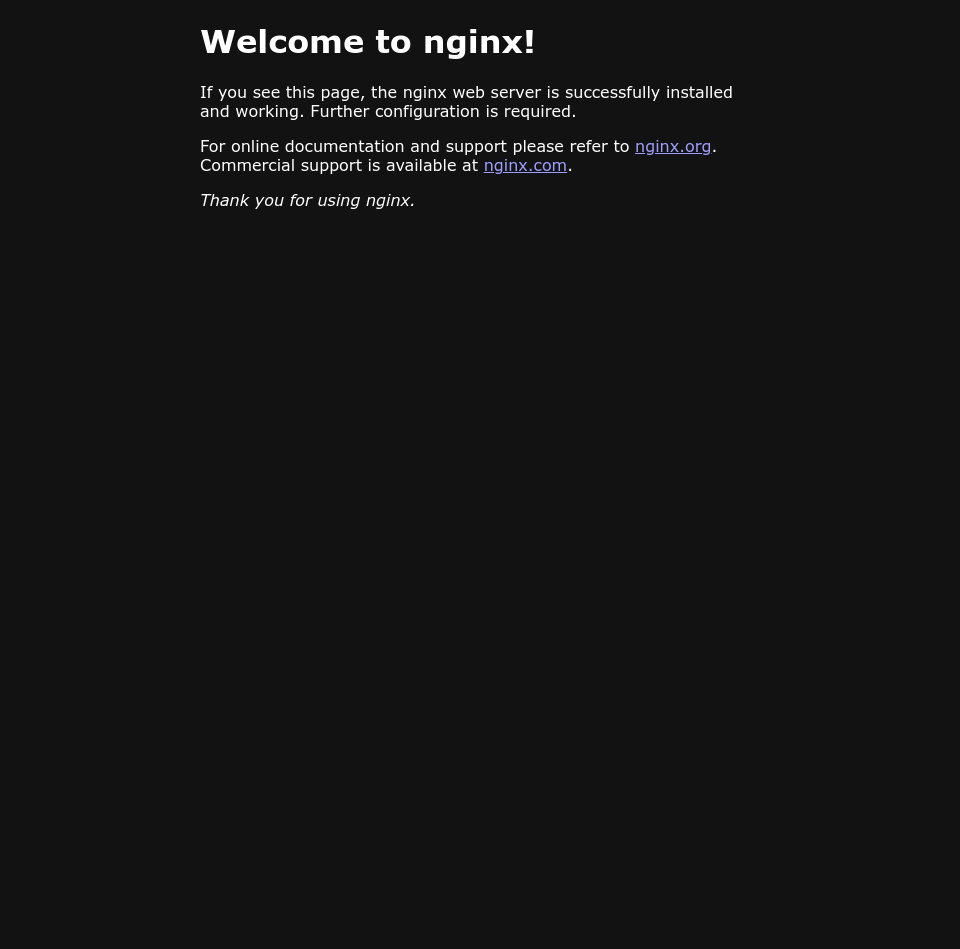 Welcome to nginx!
If you see this page, the nginx web server is successfully installed
and working. Further configuration is required.
For online documentation and support please refer to nginx.org.
Commercial support is available at nginx.com.
Thank you for using nginx.